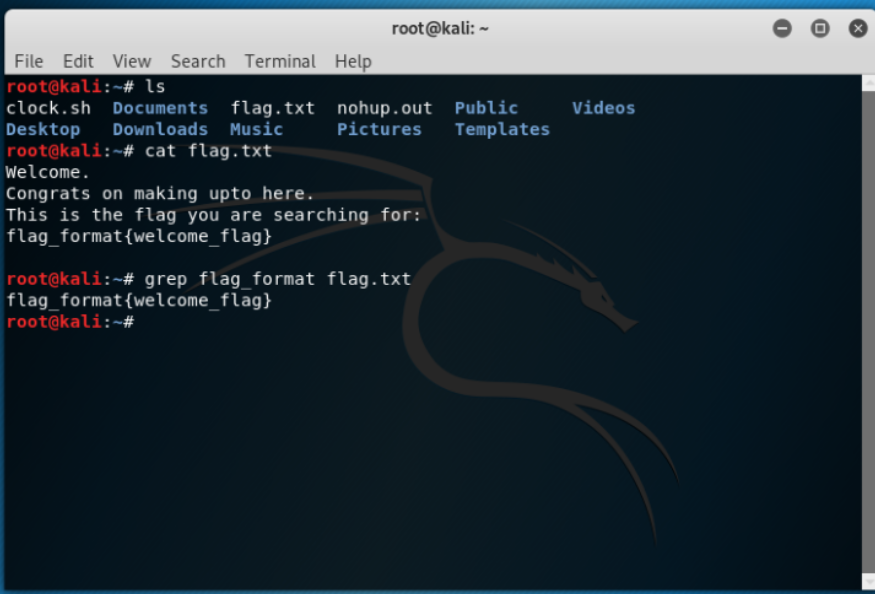 root@kali: ~
File Edit View Search Terminal Help
root@kali:~# ls
clock.sh Documents flag.txt nohup.out Public Videos
Desktop Downloads Music Pictures Templates
root@kali:~# cat flag.txt
Welcome.
Congrats on making upto here.
This is the flag you are searching for:
flag_format{welcome_flag}
root@kali:~# grep flag_format flag.txt
flag_format{welcome_flag}
root@kali:~#